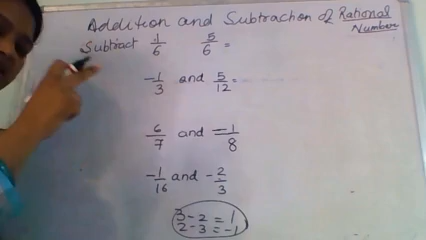 Addition and Subtraction of Rational Number
Subtract 1/6 5/6 =
-1/3 and 5/12 =
6/7 and -1/8
-1/16 and -2/3
3-2 = 1
2-3 = -1